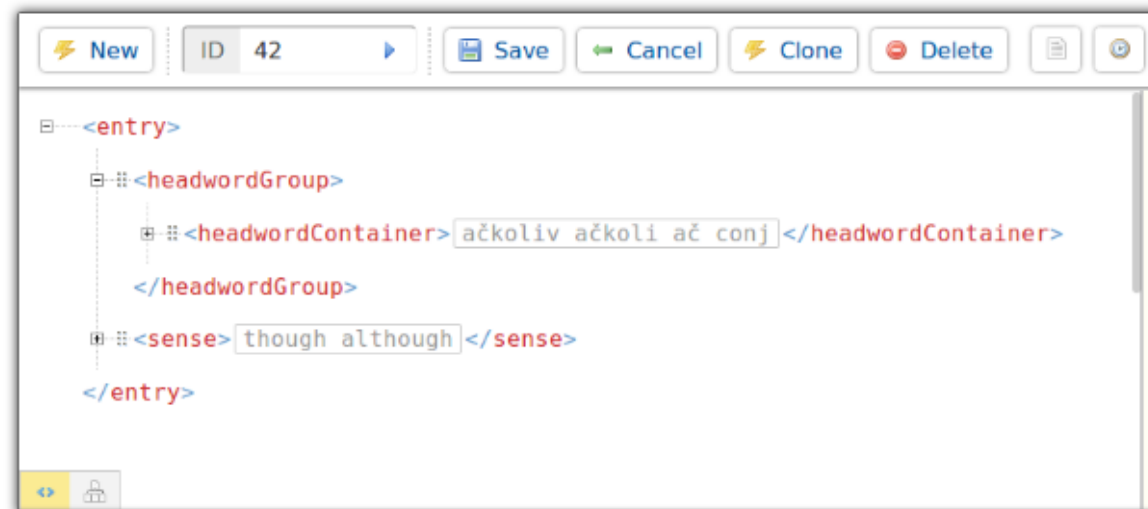 New ID 42 Save Cancel Clone Delete
<entry>
<headwordGroup>
<headwordContainer> ačkoliv ačkoli ač conj </headwordContainer>
</headwordGroup>
<sense> though although </sense>
</entry>
<>